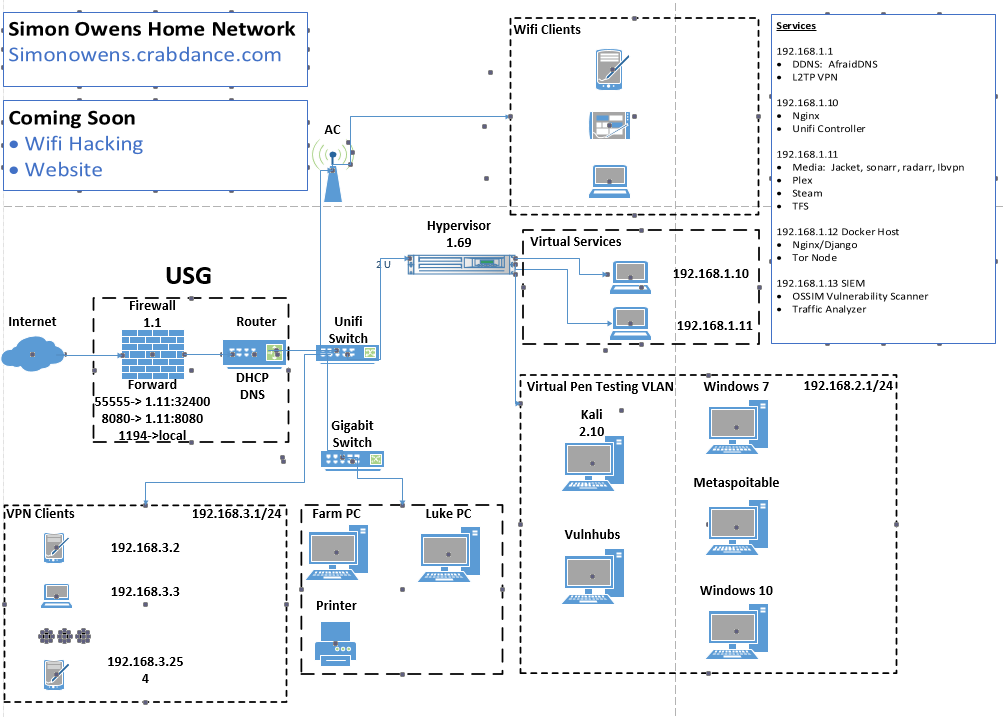 Simon Owens Home Network
Simonowens.crabdance.com
Coming Soon
• Wifi Hacking
• Website
AC
Wifi Clients
Services
192.168.1.1
• DDNS: AfraidDNS
• L2TP VPN
192.168.1.10
• Nginx
• Unifi Controller
192.168.1.11
• Media: Jacket, sonarr, radarr, lbvpn
• Plex
• Steam
• TFS
192.168.1.12 Docker Host
• Nginx/Django
• Tor Node
192.168.1.13 SIEM
• OSSIM Vulnerability Scanner
• Traffic Analyzer
Hypervisor
1.69
2 U
Virtual Services
192.168.1.10
192.168.1.11
USG
Internet
Firewall
1.1
Router
Unifi
Switch
DHCP
DNS
Forward
55555-> 1.11:32400
8080-> 1.11:8080
1194->local
Gigabit
Switch
Virtual Pen Testing VLAN
Windows 7
192.168.2.1/24
Kali
2.10
Metaspoitable
Vulnhubs
Windows 10
VPN Clients
192.168.3.1/24
192.168.3.2
192.168.3.3
192.168.3.25
4
Farm PC
Luke PC
Printer